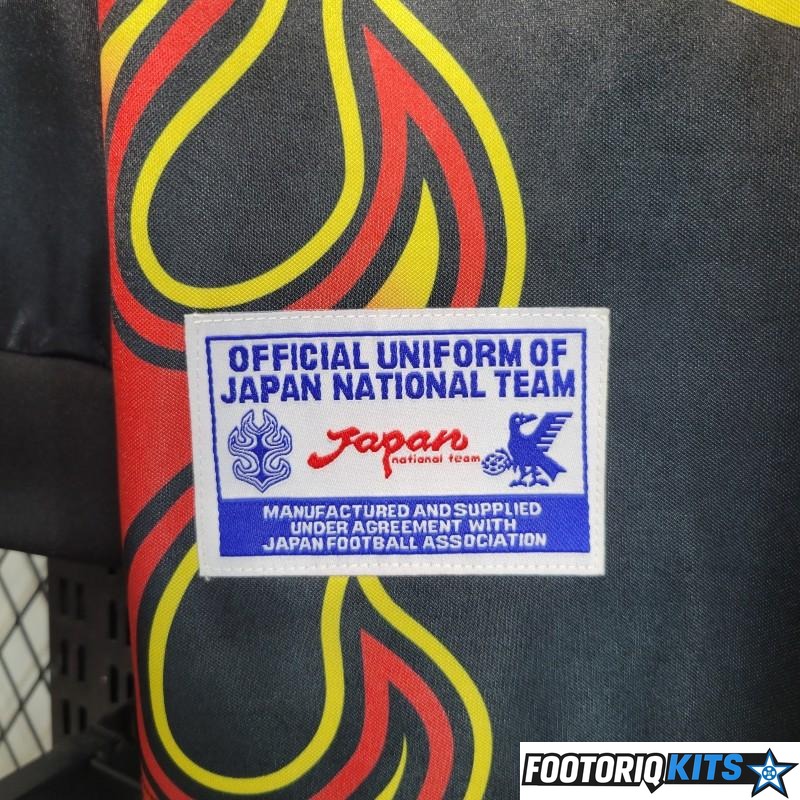 OFFICIAL UNIFORM OF
JAPAN NATIONAL TEAM
Japan
national team
MANUFACTURED AND SUPPLIED
UNDER AGREEMENT WITH
JAPAN FOOTBALL ASSOCIATION
FOOTORIQKITS